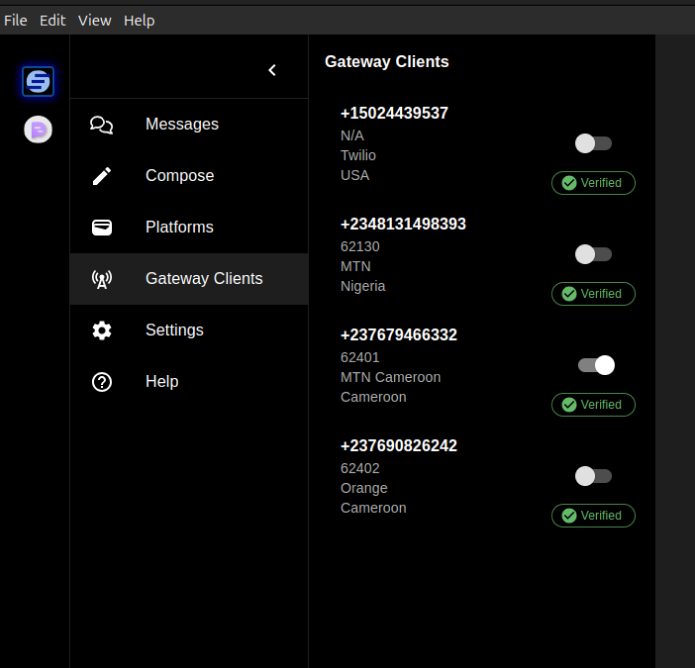 File Edit View Help
Gateway Clients
Messages
Compose
Platforms
Gateway Clients
Settings
Help
+15024439537
N/A
Twilio
USA
Verified
+2348131498393
62130
MTN
Nigeria
Verified
+237679466332
62401
MTN Cameroon
Cameroon
Verified
+237690826242
62402
Orange
Cameroon
Verified